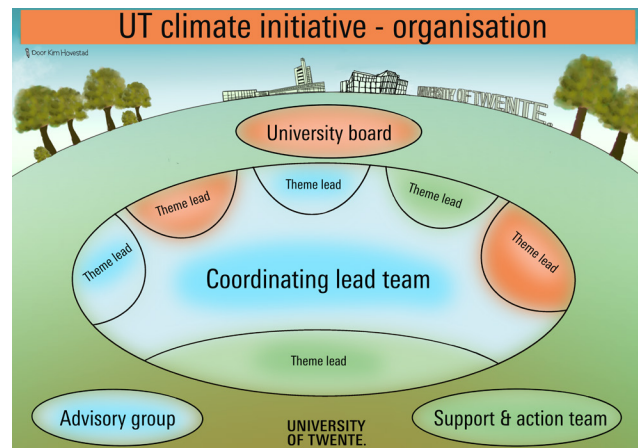 UT climate initiative - organisation
Door Kim Hovestad
UNIVERSITY OF TWENTE.
University board
Theme lead
Theme lead
Theme lead
Theme lead
Theme lead
Coordinating lead team
Theme lead
Advisory group
UNIVERSITY
OF TWENTE.
Support & action team